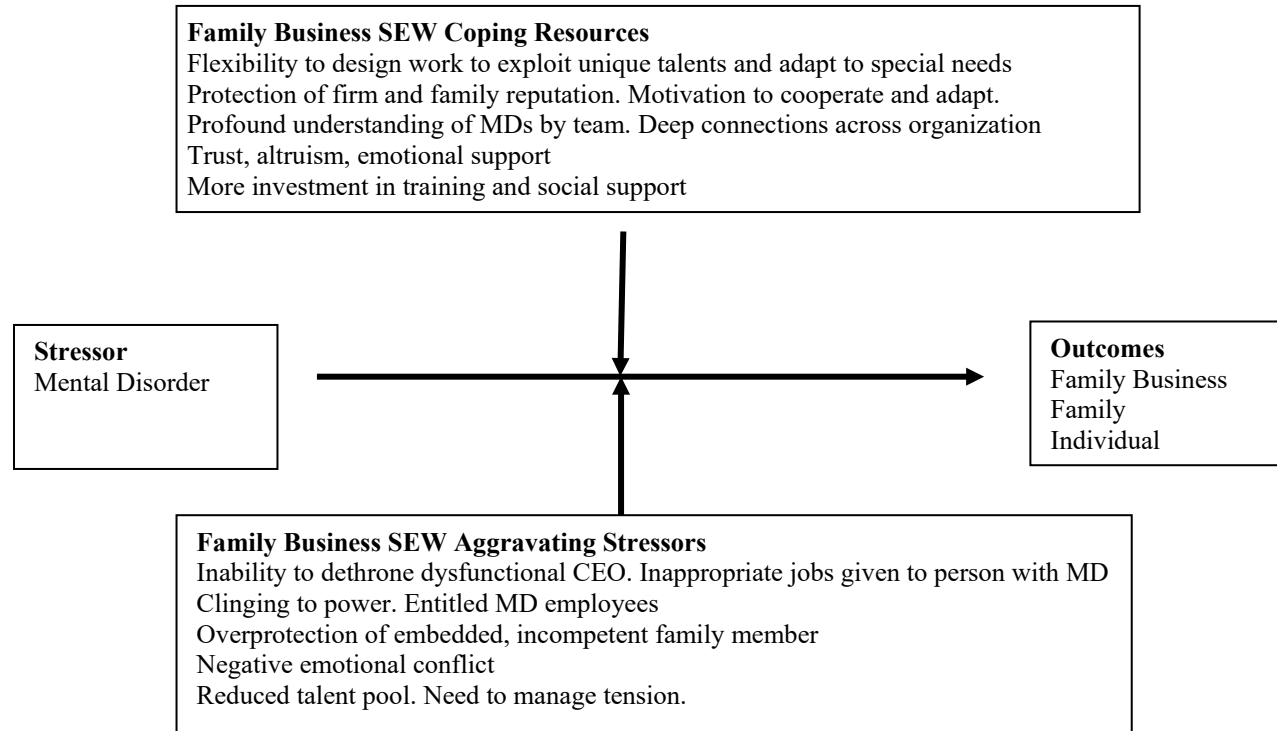 Family Business SEW Coping Resources
Flexibility to design work to exploit unique talents and adapt to special needs
Protection of firm and family reputation. Motivation to cooperate and adapt.
Profound understanding of MDs by team. Deep connections across organization
Trust, altruism, emotional support
More investment in training and social support
Stressor
Mental Disorder
Outcomes
Family Business
Family
Individual
Family Business SEW Aggravating Stressors
Inability to dethrone dysfunctional CEO. Inappropriate jobs given to person with MD
Clinging to power. Entitled MD employees
Overprotection of embedded, incompetent family member
Negative emotional conflict
Reduced talent pool. Need to manage tension.